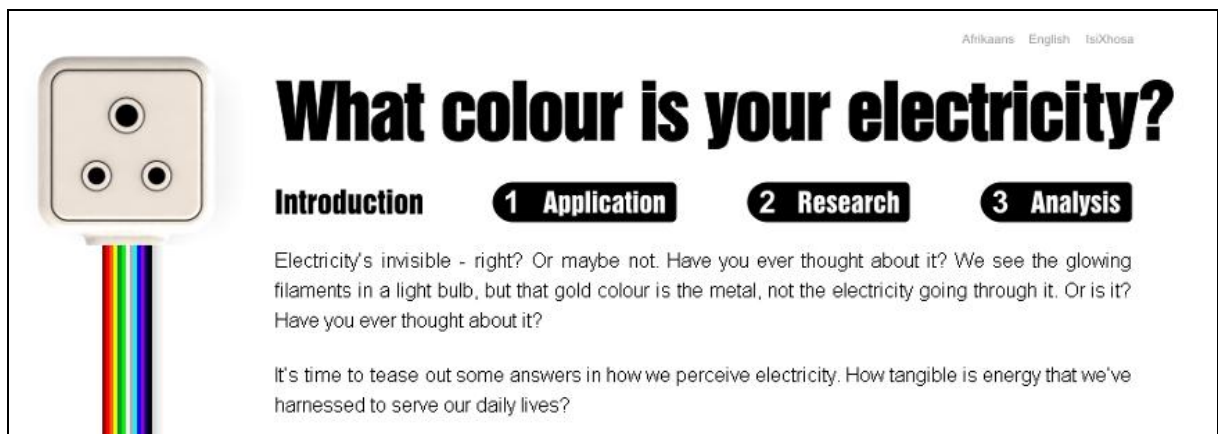 Afrikaans English IsiXhosa
What colour is your electricity?
Introduction 1 Application 2 Research 3 Analysis
Electricity's invisible - right? Or maybe not. Have you ever thought about it? We see the glowing
filaments in a light bulb, but that gold colour is the metal, not the electricity going through it. Or is it?
Have you ever thought about it?
It's time to tease out some answers in how we perceive electricity. How tangible is energy that we've
harnessed to serve our daily lives?